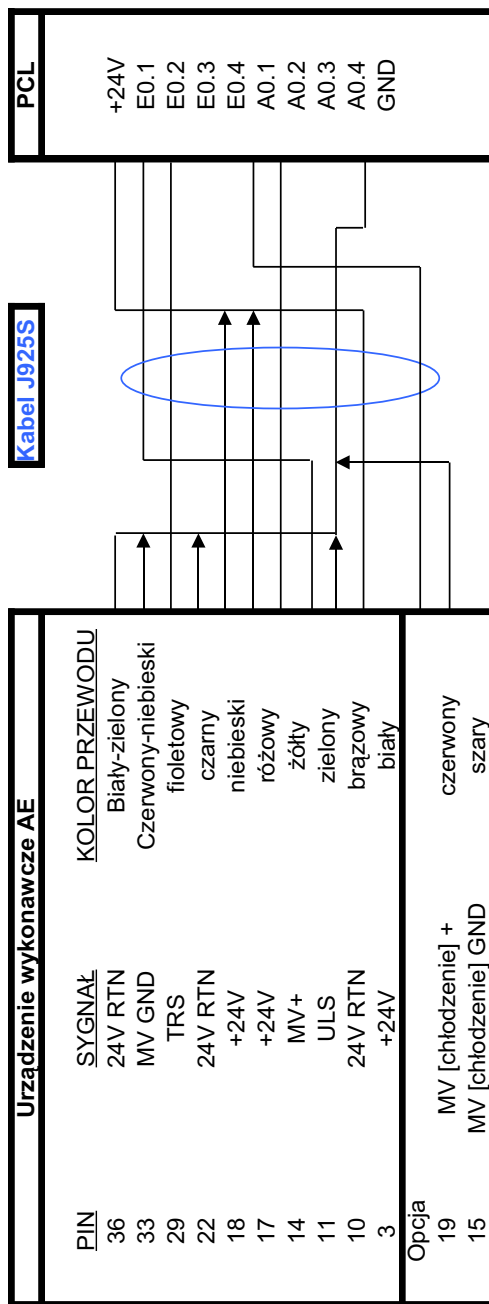 Urządzenie wykonawcze AE
Kabel J925S
PCL
PIN SYGNAŁ KOLOR PRZEWODU
36 24V RTN Biały-zielony
33 MV GND Czerwony-niebieski
29 TRS fioletowy
22 24V RTN czarny
18 +24V niebieski
17 +24V różowy
14 MV+ żółty
11 ULS zielony
10 24V RTN brązowy
3 +24V biały
Opcja
19 MV [chłodzenie] + czerwony
15 MV [chłodzenie] GND szary
+24V
E0.1
E0.2
E0.3
E0.4
A0.1
A0.2
A0.3
A0.4
GND